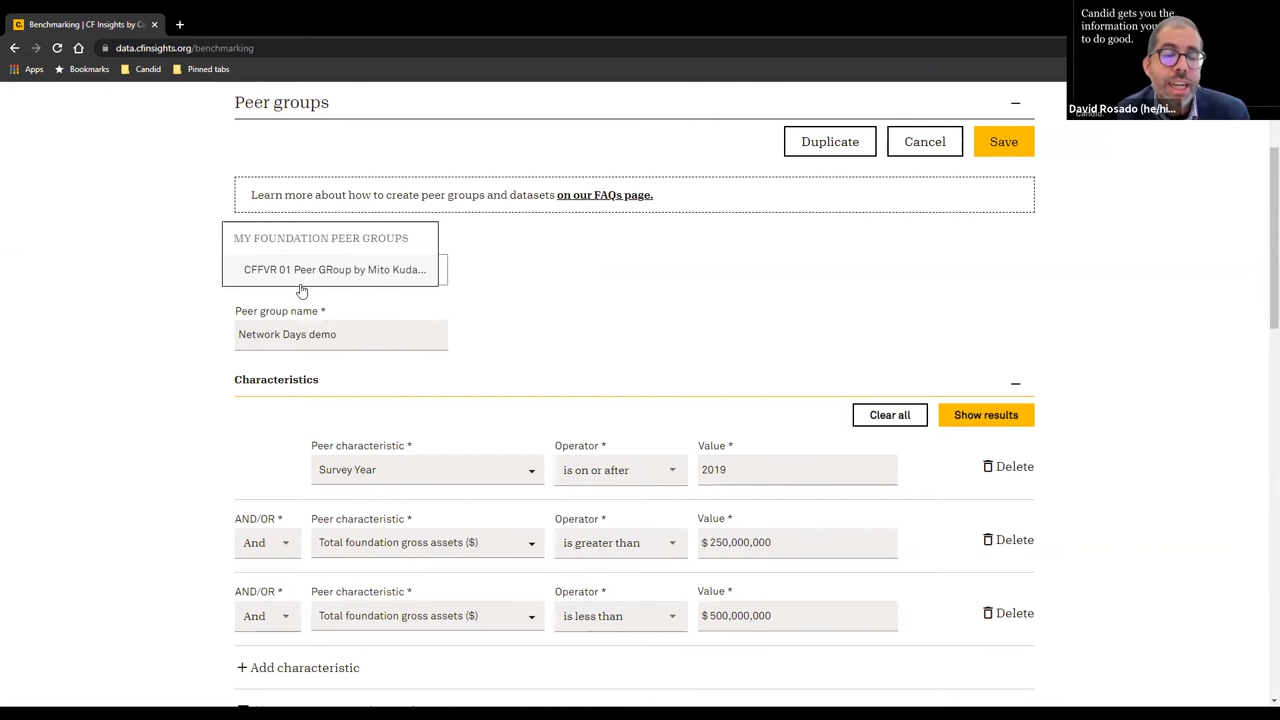 Benchmarking | CF Insights by C
data.cfinsights.org/benchmarking
Apps Bookmarks Candid Pinned tabs
Candid gets you the
information you
to do good.
David Rosado (he/hi...
Peer groups
Duplicate Cancel Save
Learn more about how to create peer groups and datasets on our FAQs page.
MY FOUNDATION PEER GROUPS
CFFVR 01 Peer GRoup by Mito Kuda...
Peer group name *
Network Days demo
Characteristics
Clear all Show results
Peer characteristic * Operator * Value *
Survey Year is on or after 2019 Delete
AND/OR * Peer characteristic * Operator * Value *
And Total foundation gross assets ($) is greater than $ 250,000,000 Delete
AND/OR * Peer characteristic * Operator * Value *
And Total foundation gross assets ($) is less than $ 500,000,000 Delete
+ Add characteristic